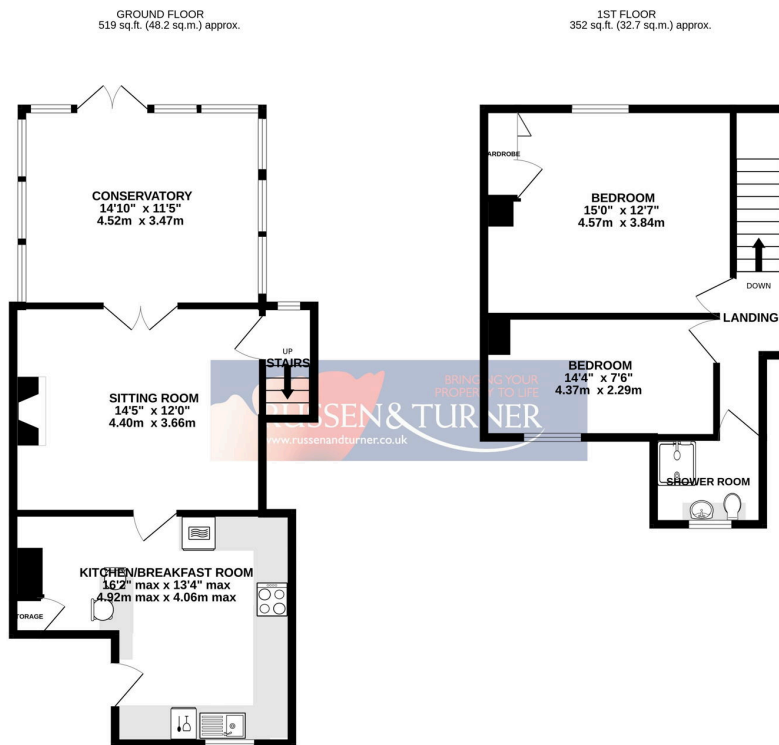 GROUND FLOOR
519 sq.ft. (48.2 sq.m.) approx.
1ST FLOOR
352 sq.ft. (32.7 sq.m.) approx.
CONSERVATORY
14'10" x 11'5"
4.52m x 3.47m
UP
STAIRS
SITTING ROOM
14'5" x 12'0"
4.40m x 3.66m
KITCHEN/BREAKFAST ROOM
16'2" max x 13'4" max
4.92m max x 4.06m max
TORAGE
ARDROBE
BEDROOM
15'0" x 12'7"
4.57m x 3.84m
DOWN
LANDING
BEDROOM
14'4" x 7'6"
4.37m x 2.29m
SHOWER ROOM
BRINGING YOUR
PROPERTY TO LIFE
RUSSEN & TURNER
www.russenandturner.co.uk